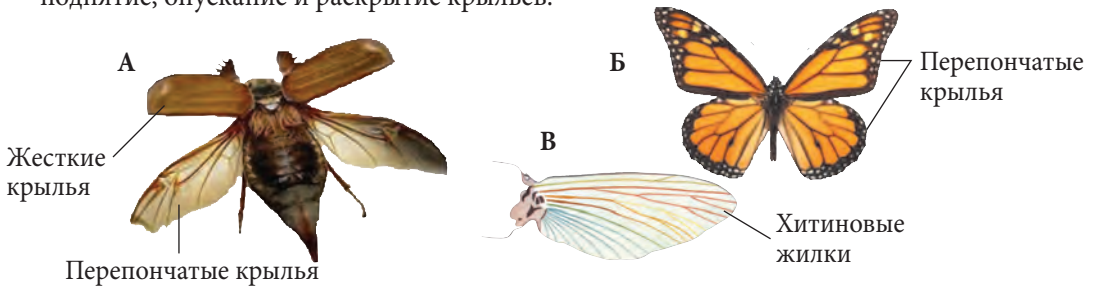 поднятие, опускание и раскрытие крыльев.
А
Жесткие
крылья
Перепончатые крылья
Б
Перепончатые
крылья
В
Хитиновые
жилки